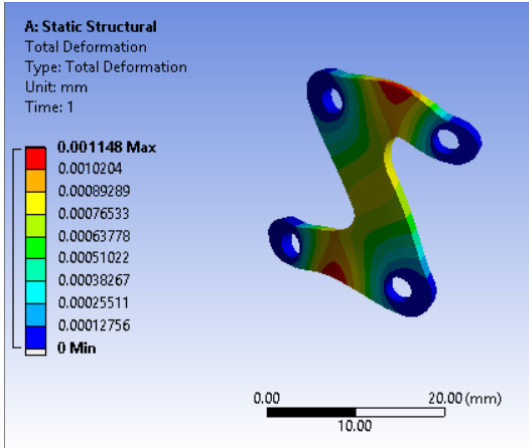 A: Static Structural
Total Deformation
Type: Total Deformation
Unit: mm
Time: 1
0.001148 Max
0.0010204
0.00089289
0.00076533
0.00063778
0.00051022
0.00038267
0.00025511
0.00012756
0 Min
0.00 20.00 (mm)
10.00